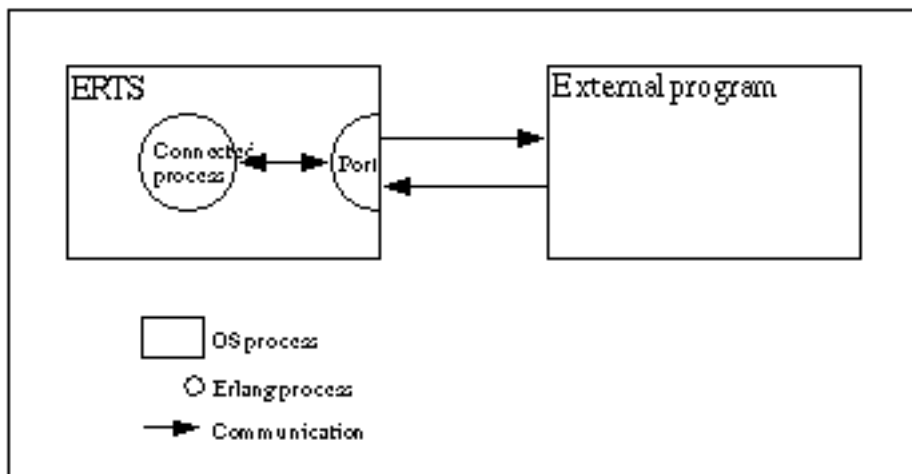 ERTS
External program
Connected
process
Port
OS process
Erlang process
Communication